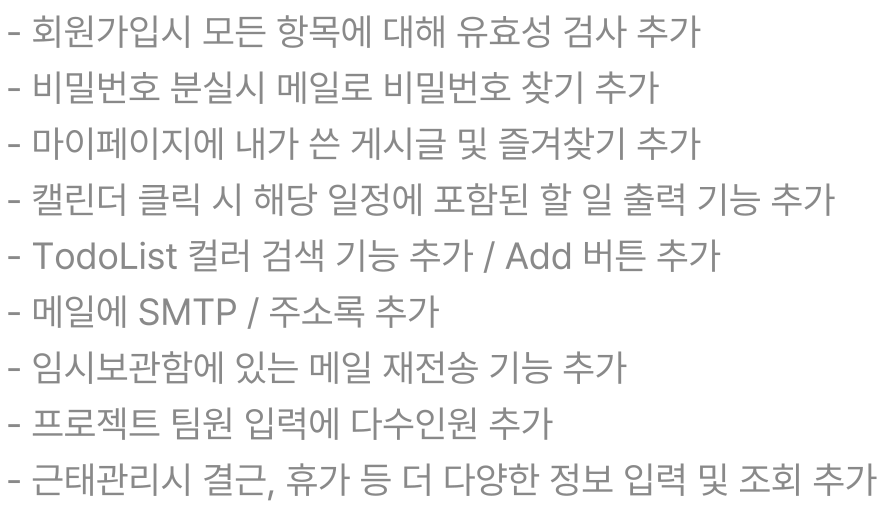 - 회원가입시 모든 항목에 대해 유효성 검사 추가
- 비밀번호 분실시 메일로 비밀번호 찾기 추가
- 마이페이지에 내가 쓴 게시글 및 즐겨찾기 추가
- 캘린더 클릭 시 해당 일정에 포함된 할 일 출력 기능 추가
- TodoList 컬러 검색 기능 추가 / Add 버튼 추가
- 메일에 SMTP / 주소록 추가
- 임시보관함에 있는 메일 재전송 기능 추가
- 프로젝트 팀원 입력에 다수인원 추가
- 근태관리시 결근, 휴가 등 더 다양한 정보 입력 및 조회 추가